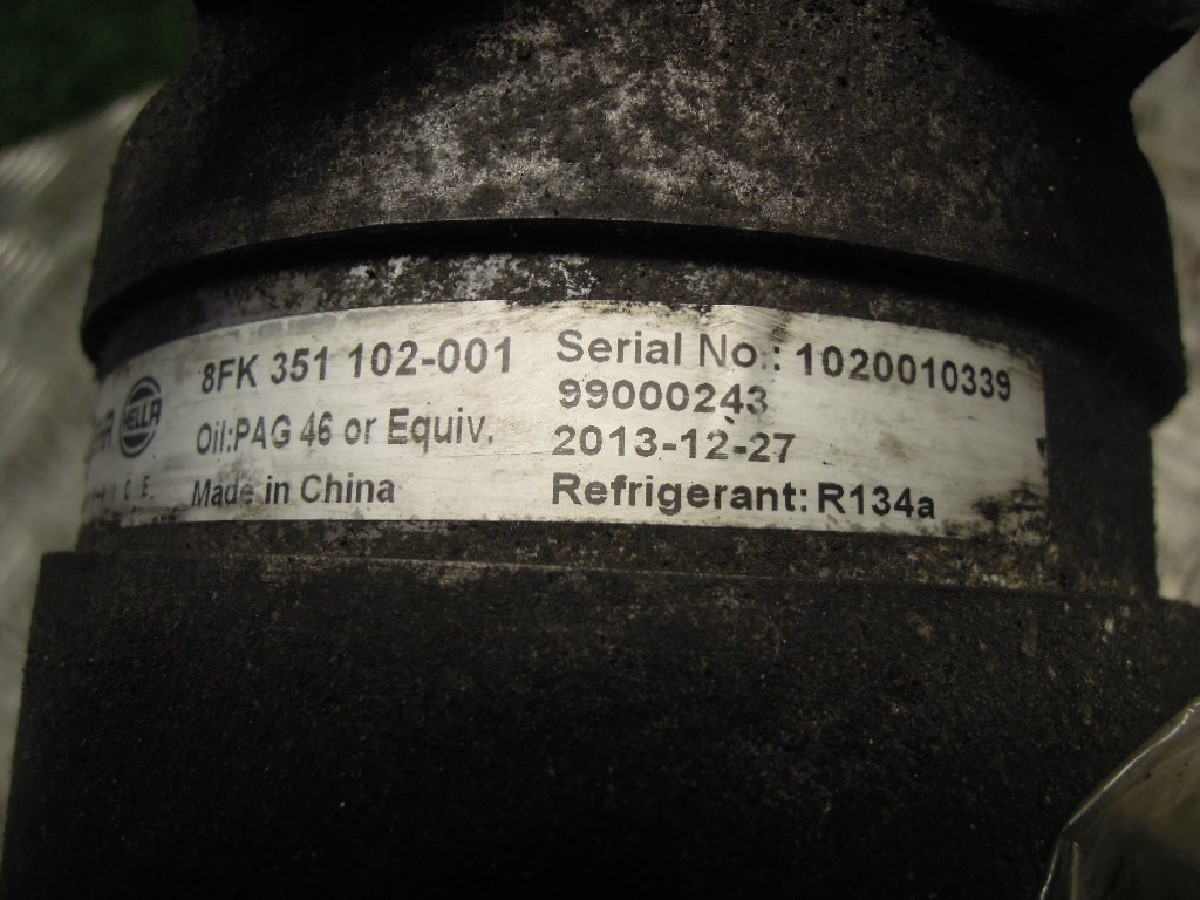 HELLA
8FK 351 102-001
Oil:PAG 46 or Equiv.
Made in China
Serial No.: 1020010339
99000243
2013-12-27
Refrigerant: R134a